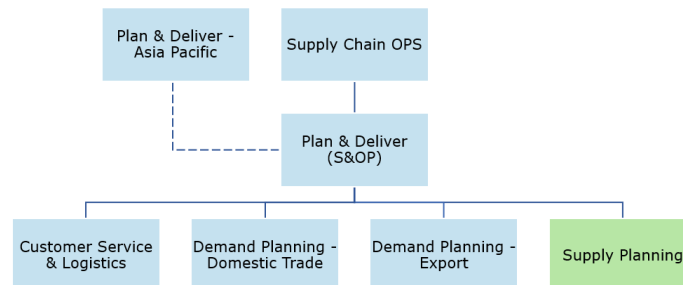 Plan & Deliver -
Asia Pacific
Supply Chain OPS
Plan & Deliver
(S&OP)
Customer Service
& Logistics
Demand Planning -
Domestic Trade
Demand Planning -
Export
Supply Planning